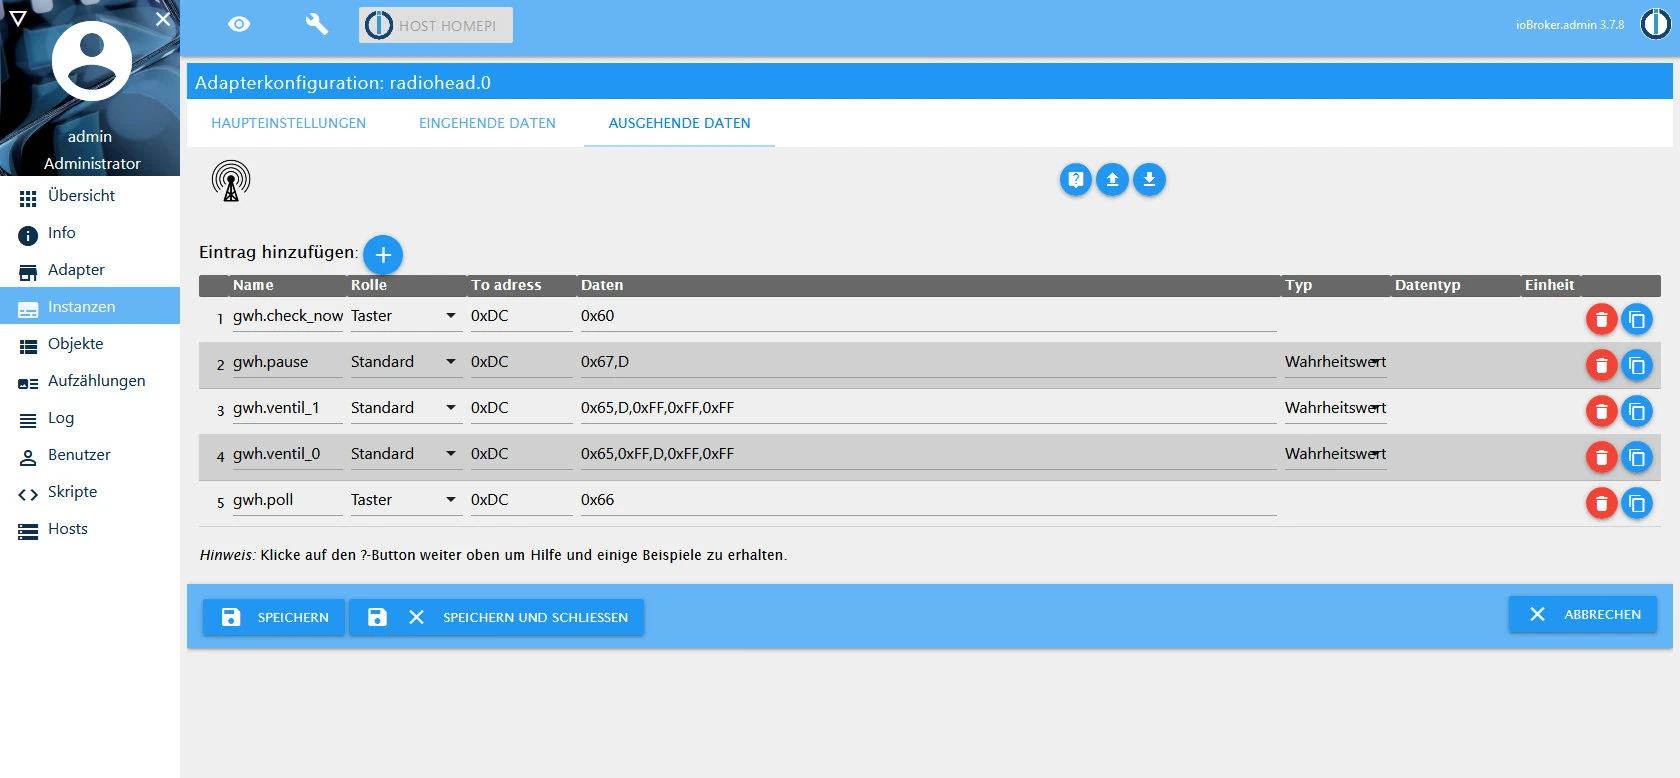 HOST HOMEPI
ioBroker.admin 3.7.8
admin
Administrator
Übersicht
Info
Adapter
Instanzen
Objekte
Aufzählungen
Log
Benutzer
Skripte
Hosts
Adapterkonfiguration: radiohead.0
HAUPTEINSTELLUNGEN EINGEHENDE DATEN AUSGEHENDE DATEN
Eintrag hinzufügen:
Name Rolle To adress Daten Typ Datentyp Einheit
1 gwh.check_now Taster 0xDC 0x60
2 gwh.pause Standard 0xDC 0x67,D Wahrheitswert
3 gwh.ventil_1 Standard 0xDC 0x65,D,0xFF,0xFF,0xFF Wahrheitswert
4 gwh.ventil_0 Standard 0xDC 0x65,0xFF,D,0xFF,0xFF Wahrheitswert
5 gwh.poll Taster 0xDC 0x66
Hinweis: Klicke auf den ?-Button weiter oben um Hilfe und einige Beispiele zu erhalten.
SPEICHERN SPEICHERN UND SCHLIESSEN ABBRECHEN